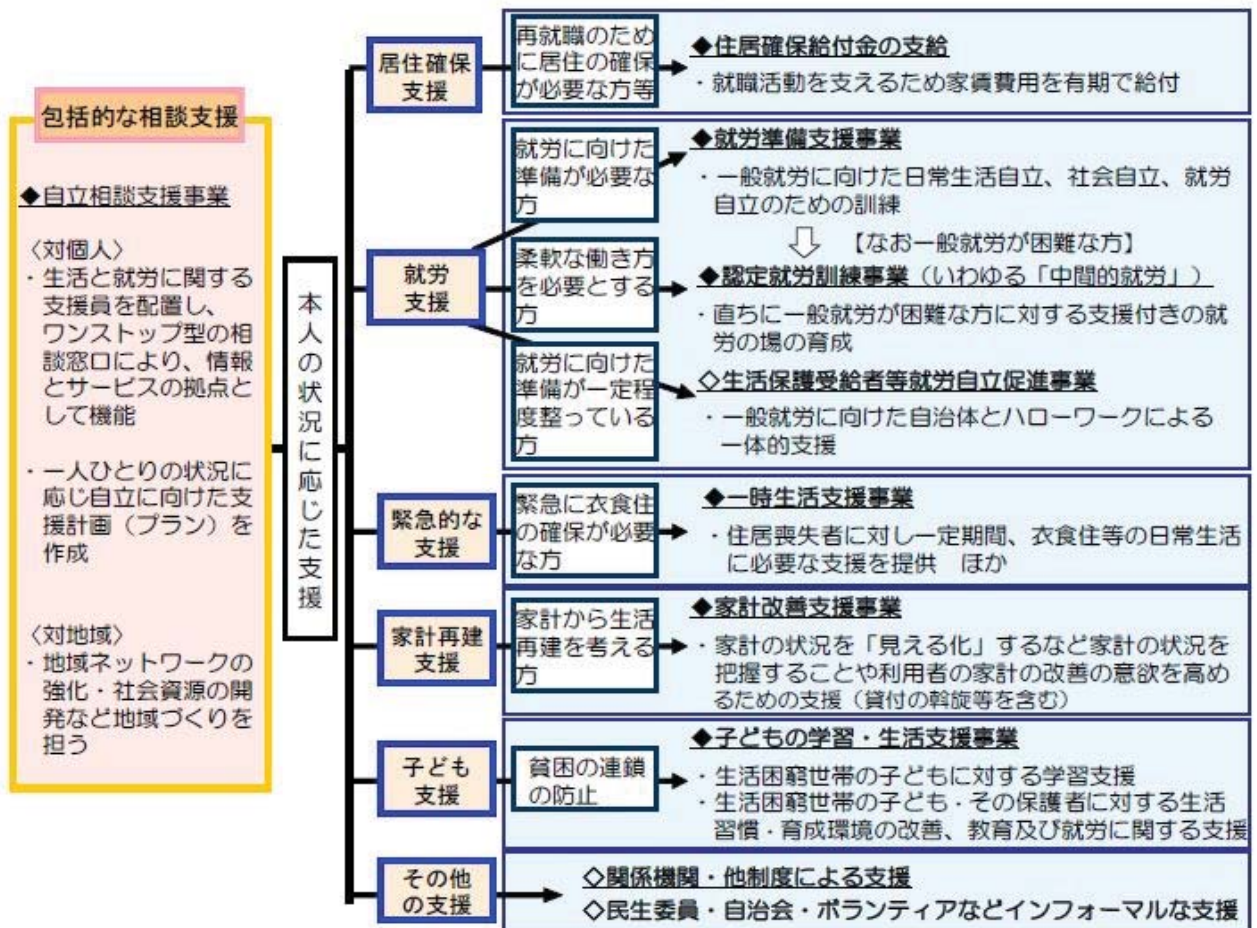 包括的な相談支援
◆自立相談支援事業
〈対個人〉
・生活と就労に関する
支援員を配置し、
ワンストップ型の相
談窓口により、情報
とサービスの拠点と
して機能
・一人ひとりの状況に
応じ自立に向けた支
援計画（プラン）を
作成
〈対地域〉
・地域ネットワークの
強化・社会資源の開
発など地域づくりを
担う
本人の状況に応じた支援
居住確保
支援
再就職のため
に居住の確保
が必要な方等
◆住居確保給付金の支給
・就職活動を支えるため家賃費用を有期で給付
就労
支援
就労に向けた
準備が必要な
方
◆就労準備支援事業
・一般就労に向けた日常生活自立、社会自立、就労
自立のための訓練
【なお一般就労が困難な方】
柔軟な働き方
を必要とする
方
◆認定就労訓練事業（いわゆる「中間的就労」）
・直ちに一般就労が困難な方に対する支援付きの就
労の場の育成
就労に向けた
準備が一定程
度整っている
方
◇生活保護受給者等就労自立促進事業
・一般就労に向けた自治体とハローワークによる
一体的支援
緊急的な
支援
緊急に衣食住
の確保が必要
な方
◆一時生活支援事業
・住居喪失者に対し一定期間、衣食住等の日常生活
に必要な支援を提供　ほか
家計再建
支援
家計から生活
再建を考える
方
◆家計改善支援事業
・家計の状況を「見える化」するなど家計の状況を
把握することや利用者の家計の改善の意欲を高め
るための支援（貸付の斡旋等を含む）
子ども
支援
貧困の連鎖
の防止
◆子どもの学習・生活支援事業
・生活困窮世帯の子どもに対する学習支援
・生活困窮世帯の子ども・その保護者に対する生活
習慣・育成環境の改善、教育及び就労に関する支援
その他
の支援
◇関係機関・他制度による支援
◇民生委員・自治会・ボランティアなどインフォーマルな支援